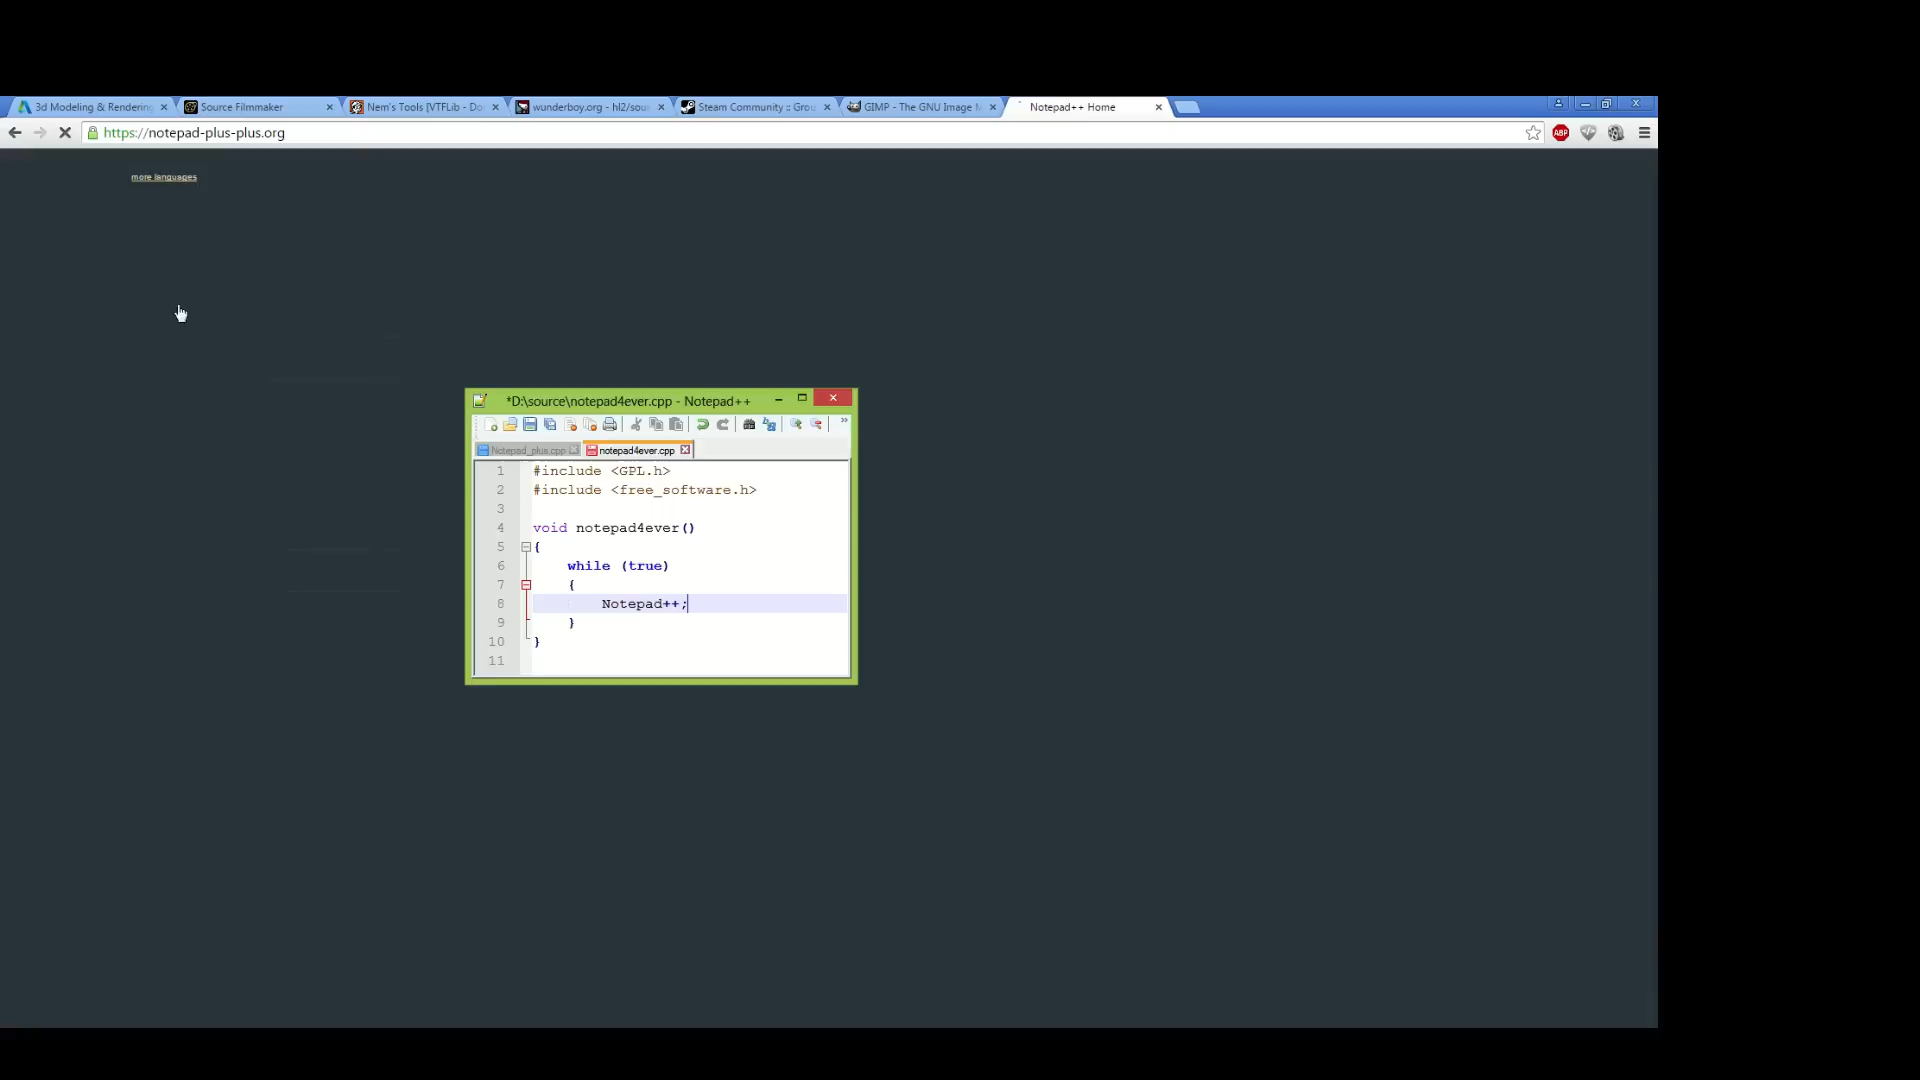 3d Modeling & Rendering
Source Filmmaker
Nem's Tools [VTFLib - Do
wunderboy.org - hl2/sou
Steam Community :: Grou
GIMP - The GNU Image M
Notepad++ Home
https://notepad-plus-plus.org
ABP
more languages
*D:\source\notepad4ever.cpp - Notepad++
Notepad_plus.cpp
notepad4ever.cpp
1 #include <GPL.h>
2 #include <free_software.h>
3
4 void notepad4ever()
5 {
6 while (true)
7 {
8 Notepad++;
9 }
10 }
11